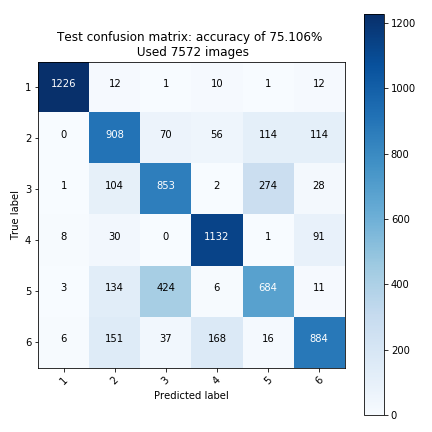 Test confusion matrix: accuracy of 75.106%
Used 7572 images
True label
1 1226 12 1 10 1 12
2 0 908 70 56 114 114
3 1 104 853 2 274 28
4 8 30 0 1132 1 91
5 3 134 424 6 684 11
6 6 151 37 168 16 884
1 2 3 4 5 6
Predicted label
1200
1000
800
600
400
200
0